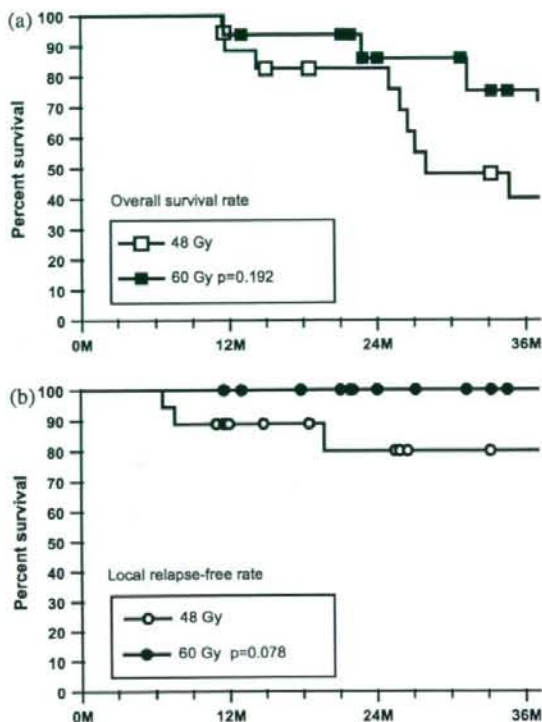 (a)
100
90
80
70
60
50
40
30
20
10
0
Percent survival
Overall survival rate
48 Gy
60 Gy p=0.192
0M 12M 24M 36M
(b)
100
90
80
70
60
50
40
30
20
10
0
Percent survival
Local relapse-free rate
48 Gy
60 Gy p=0.078
0M 12M 24M 36M